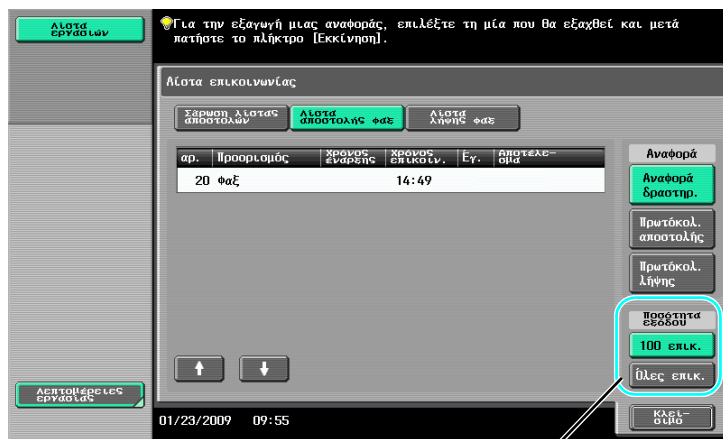 Λίστα
εργασιών
Για την εξαγωγή μιας αναφοράς, επιλέξτε τη μία που θα εξαχθεί και μετά
πατήστε το πλήκτρο [Εκκίνηση].
Λίστα επικοινωνίας
Σάρωση λίστας
αποστολών
Λίστα
αποστολής φαξ
Λίστα
λήψης φαξ
αρ. Προορισμός Χρόνος έναρξης Χρόνος επικοιν. Έγ. Αποτέλε-σμα
20 Φαξ 14:49
Αναφορά
Αναφορά
δραστηρ.
Πρωτόκολ.
αποστολής
Πρωτόκολ.
λήψης
Ποσότητα
εξόδου
100 επικ.
Όλες επικ.
Λεπτομέρειες
εργασίας
01/23/2009 09:55
Κλεί-
σιμο